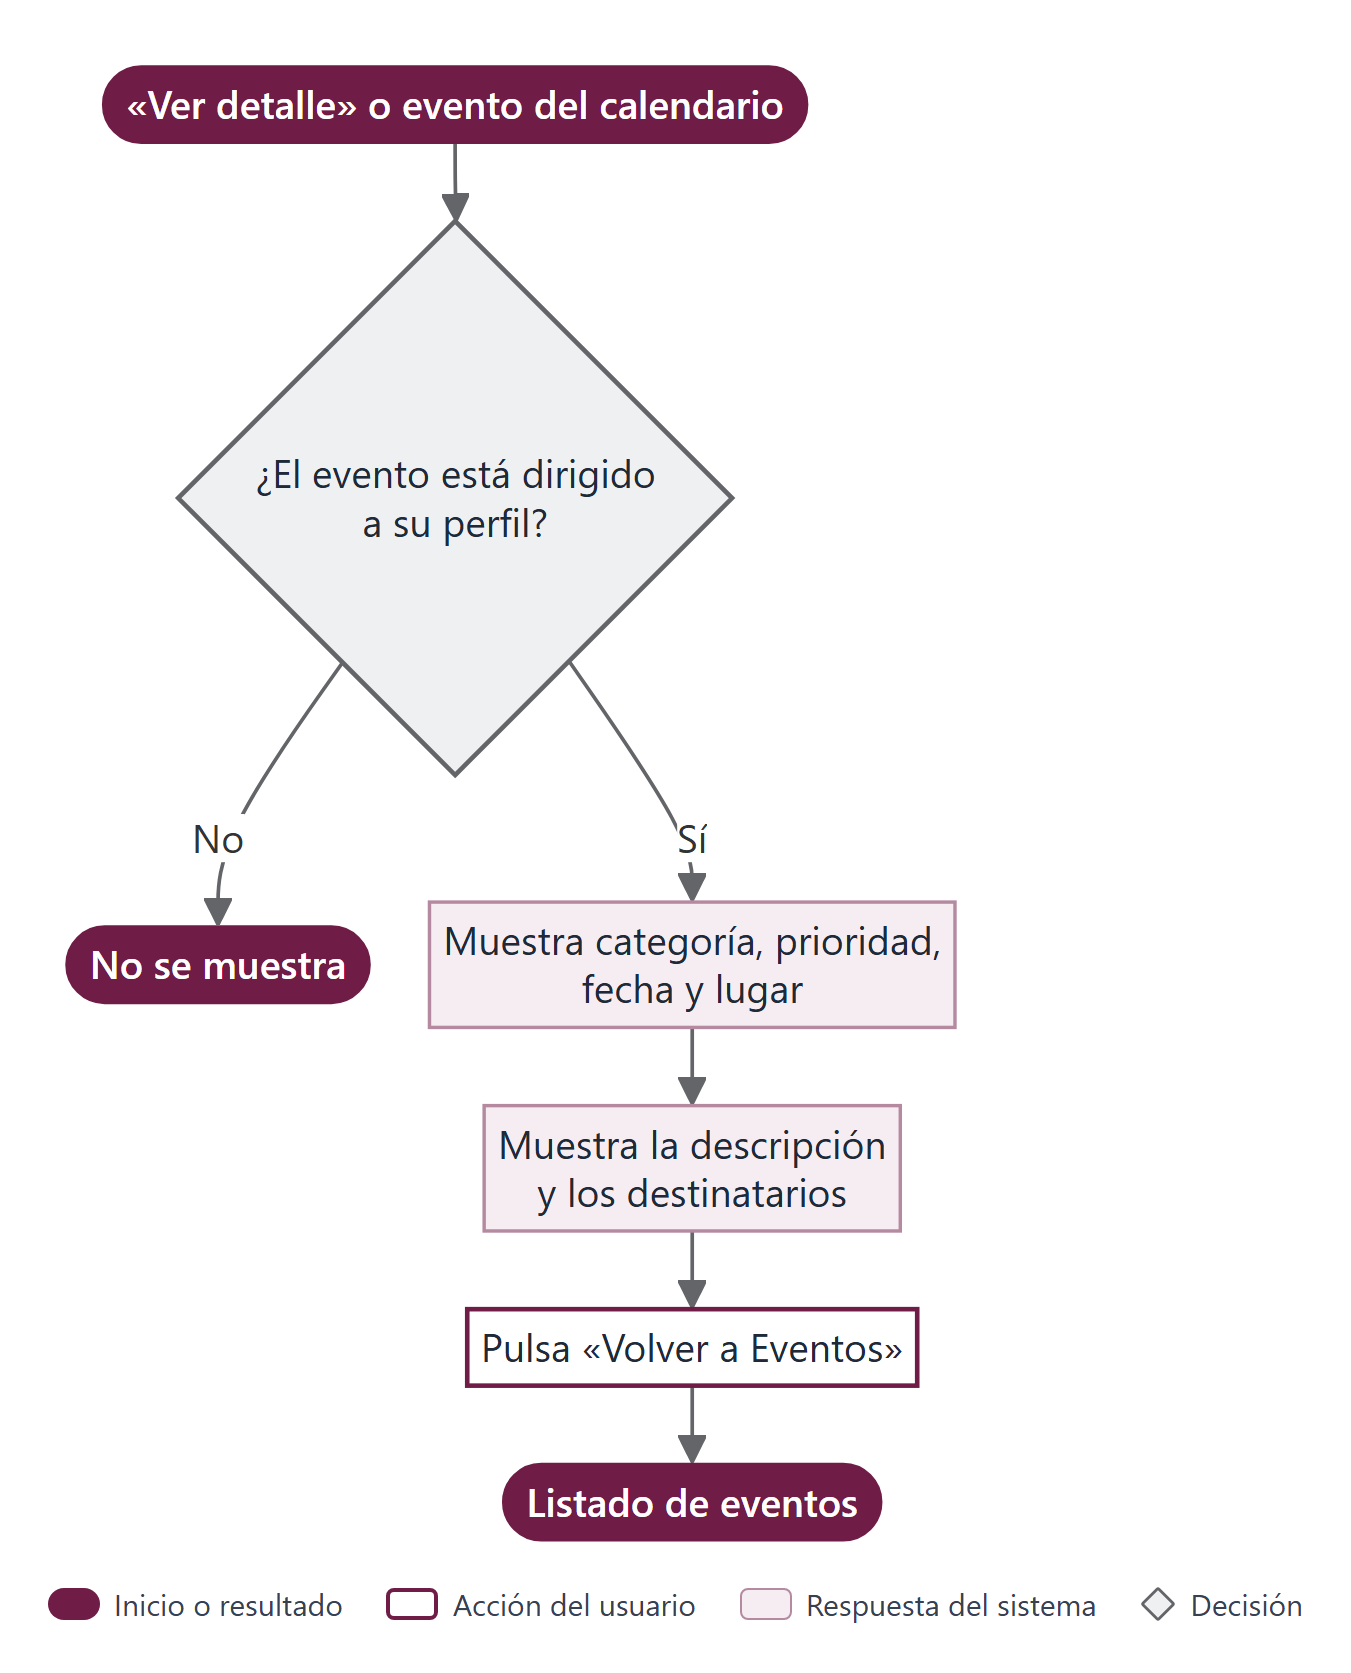 «Ver detalle» o evento del calendario
¿El evento está dirigido
a su perfil?
No
Sí
No se muestra
Muestra categoría, prioridad,
fecha y lugar
Muestra la descripción
y los destinatarios
Pulsa «Volver a Eventos»
Listado de eventos
Inicio o resultado
Acción del usuario
Respuesta del sistema
Decisión